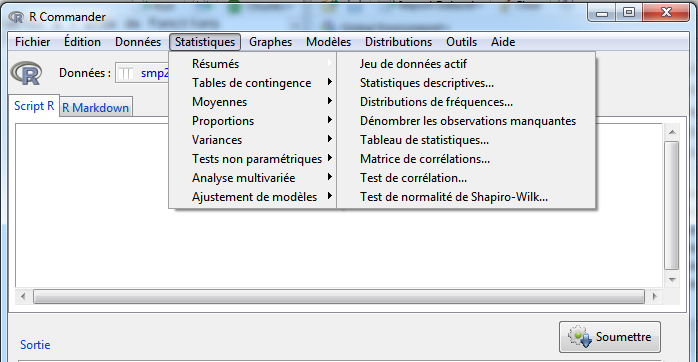 R Commander
Fichier Édition Données Statistiques Graphes Modèles Distributions Outils Aide
Données : smp2
Script R R Markdown
Résumés
Tables de contingence
Moyennes
Proportions
Variances
Tests non paramétriques
Analyse multivariée
Ajustement de modèles
Jeu de données actif
Statistiques descriptives...
Distributions de fréquences...
Dénombrer les observations manquantes
Tableau de statistiques...
Matrice de corrélations...
Test de corrélation...
Test de normalité de Shapiro-Wilk...
Soumettre
Sortie